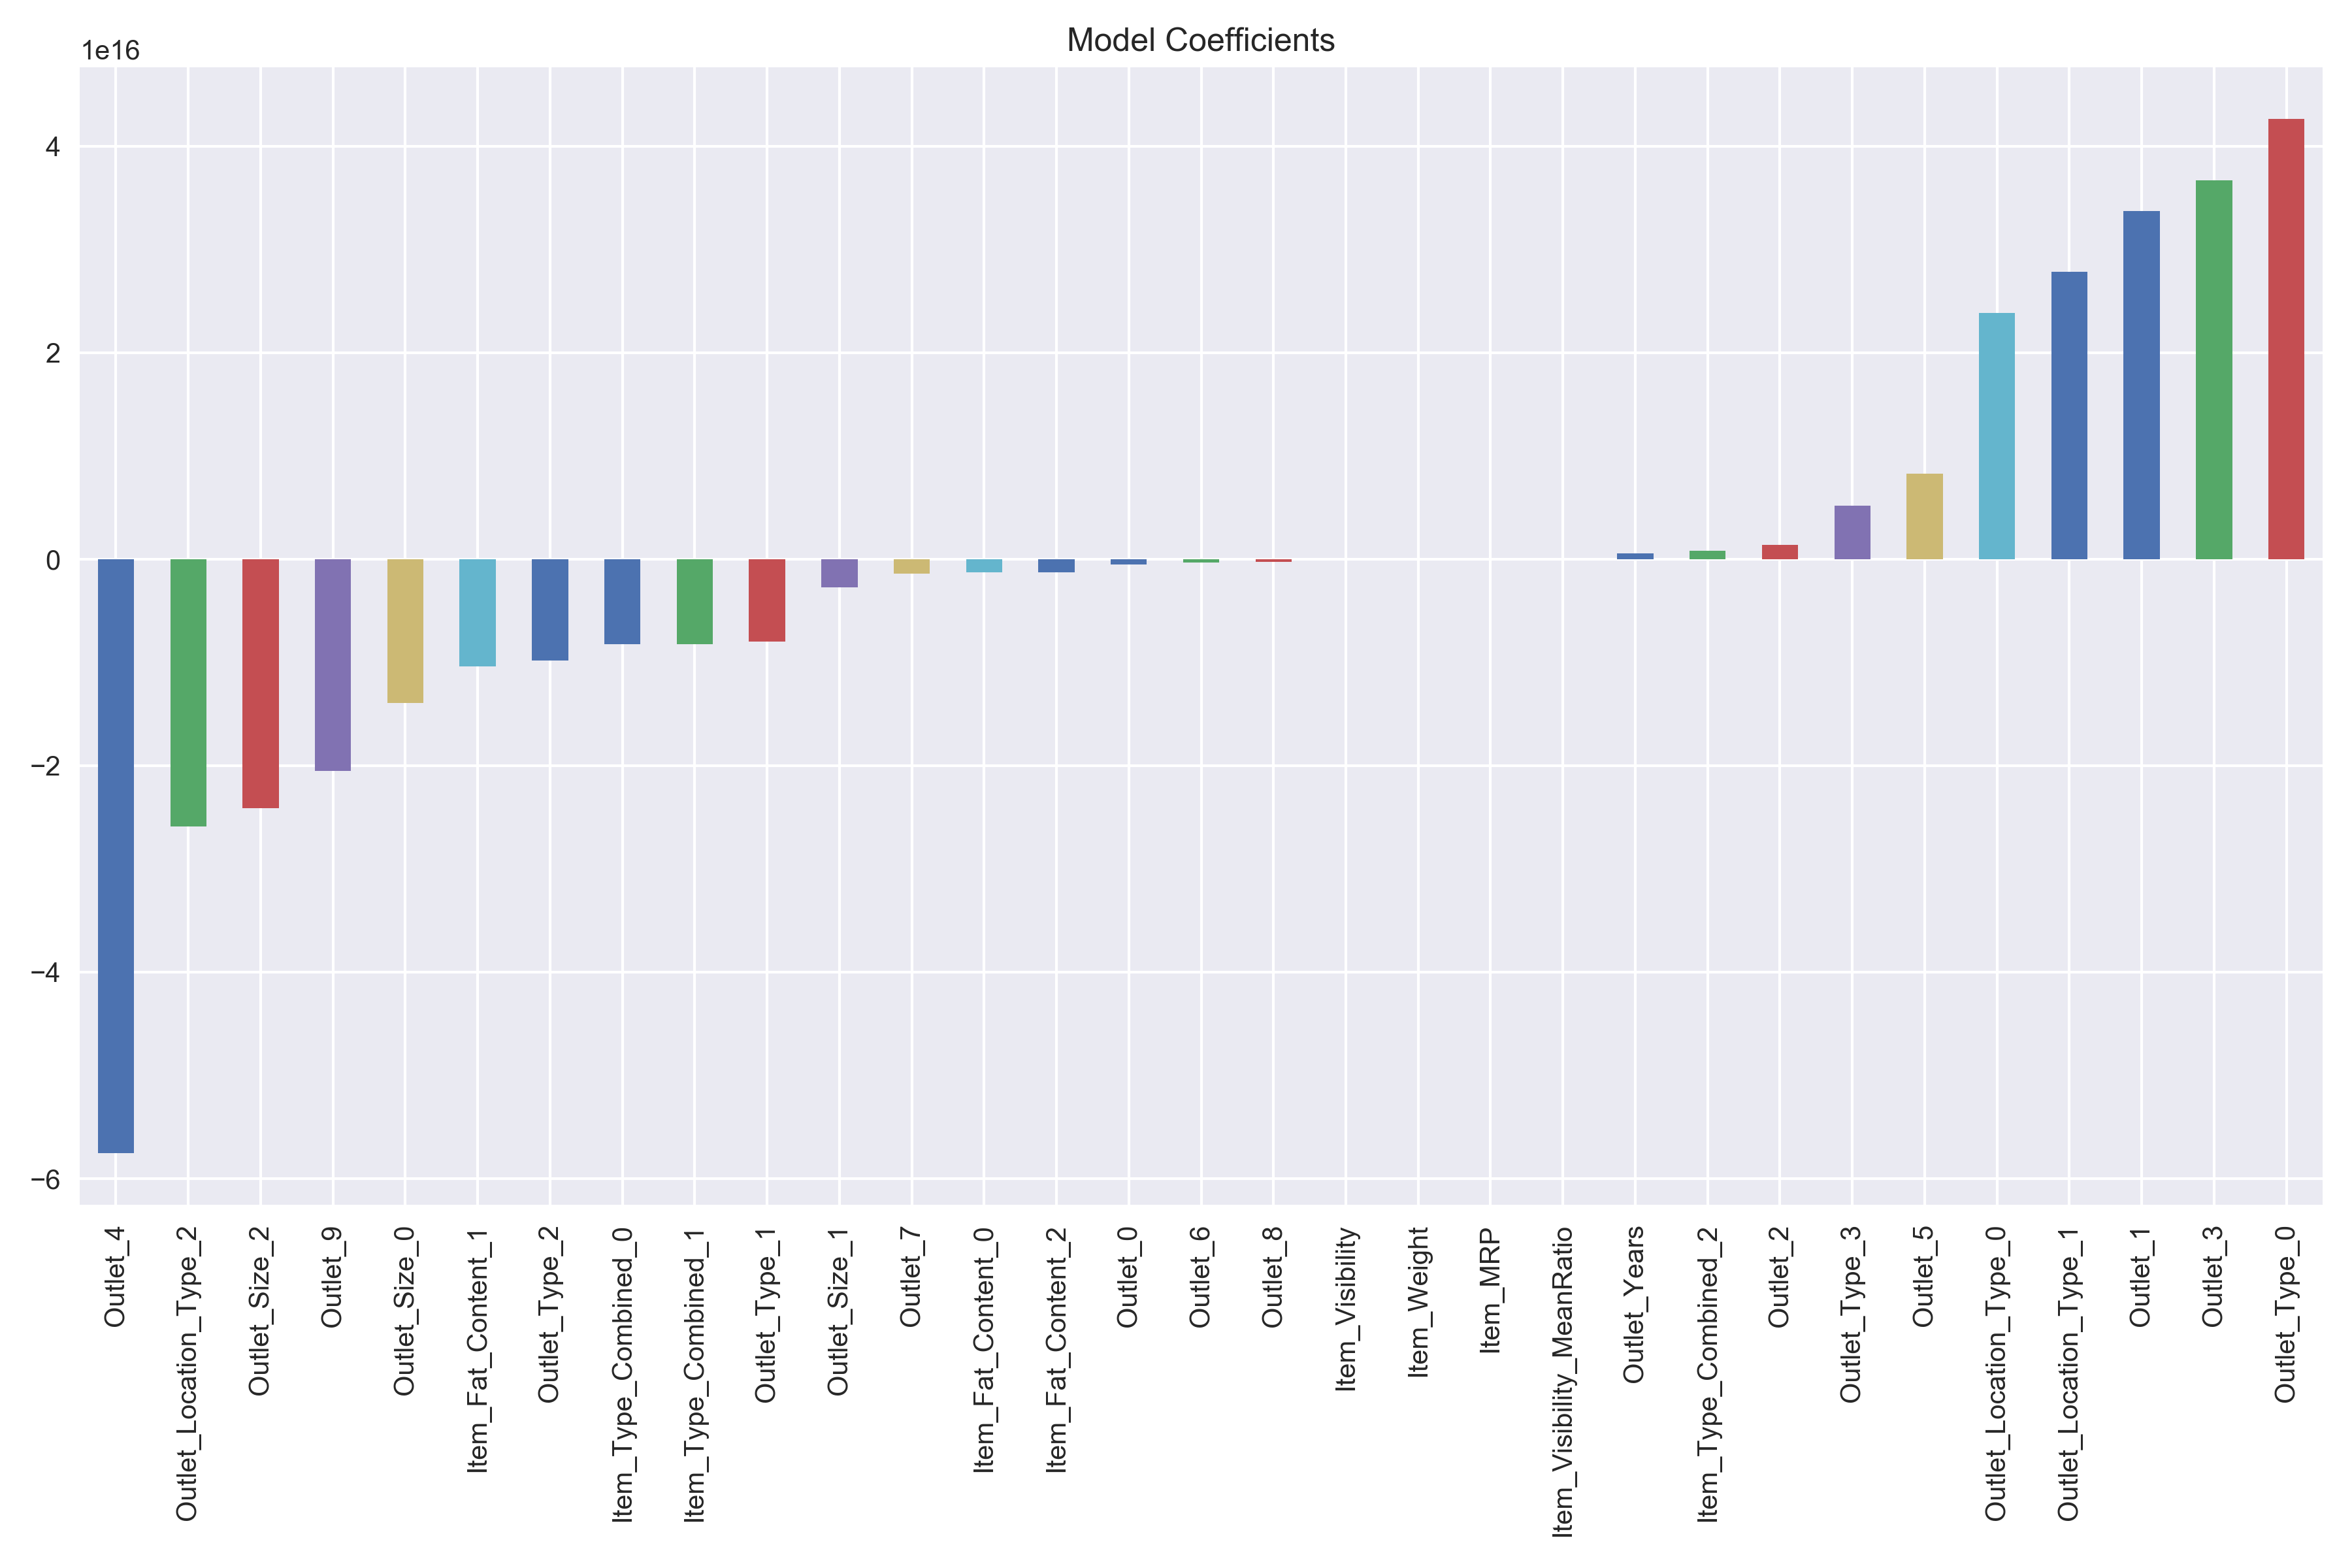 Model Coefficients
1e16
4
2
0
−2
−4
−6
Outlet_4
Outlet_Location_Type_2
Outlet_Size_2
Outlet_9
Outlet_Size_0
Item_Fat_Content_1
Outlet_Type_2
Item_Type_Combined_0
Item_Type_Combined_1
Outlet_Type_1
Outlet_Size_1
Outlet_7
Item_Fat_Content_0
Item_Fat_Content_2
Outlet_0
Outlet_6
Outlet_8
Item_Visibility
Item_Weight
Item_MRP
Item_Visibility_MeanRatio
Outlet_Years
Item_Type_Combined_2
Outlet_2
Outlet_Type_3
Outlet_5
Outlet_Location_Type_0
Outlet_Location_Type_1
Outlet_1
Outlet_3
Outlet_Type_0